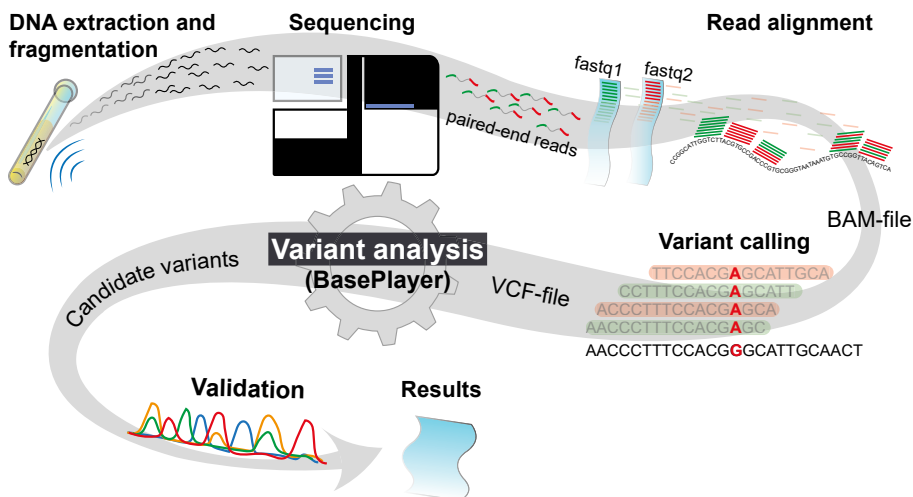 DNA extraction and
fragmentation
Sequencing
paired-end reads
fastq1
fastq2
Read alignment
CCGGCATTGGTCTTACGTGCCGACCCGTGCGGGTAATAAATGTGCCGGTTACAGTCA
BAM-file
Variant calling
TTCCACGAGCATTGCA
CCTTTCCACGAGCATT
ACCCTTTCCACGAGCA
AACCCTTTCCACGAGC
AACCCTTTCCACGGGCATTGCAACT
VCF-file
Variant analysis
(BasePlayer)
Candidate variants
Validation
Results